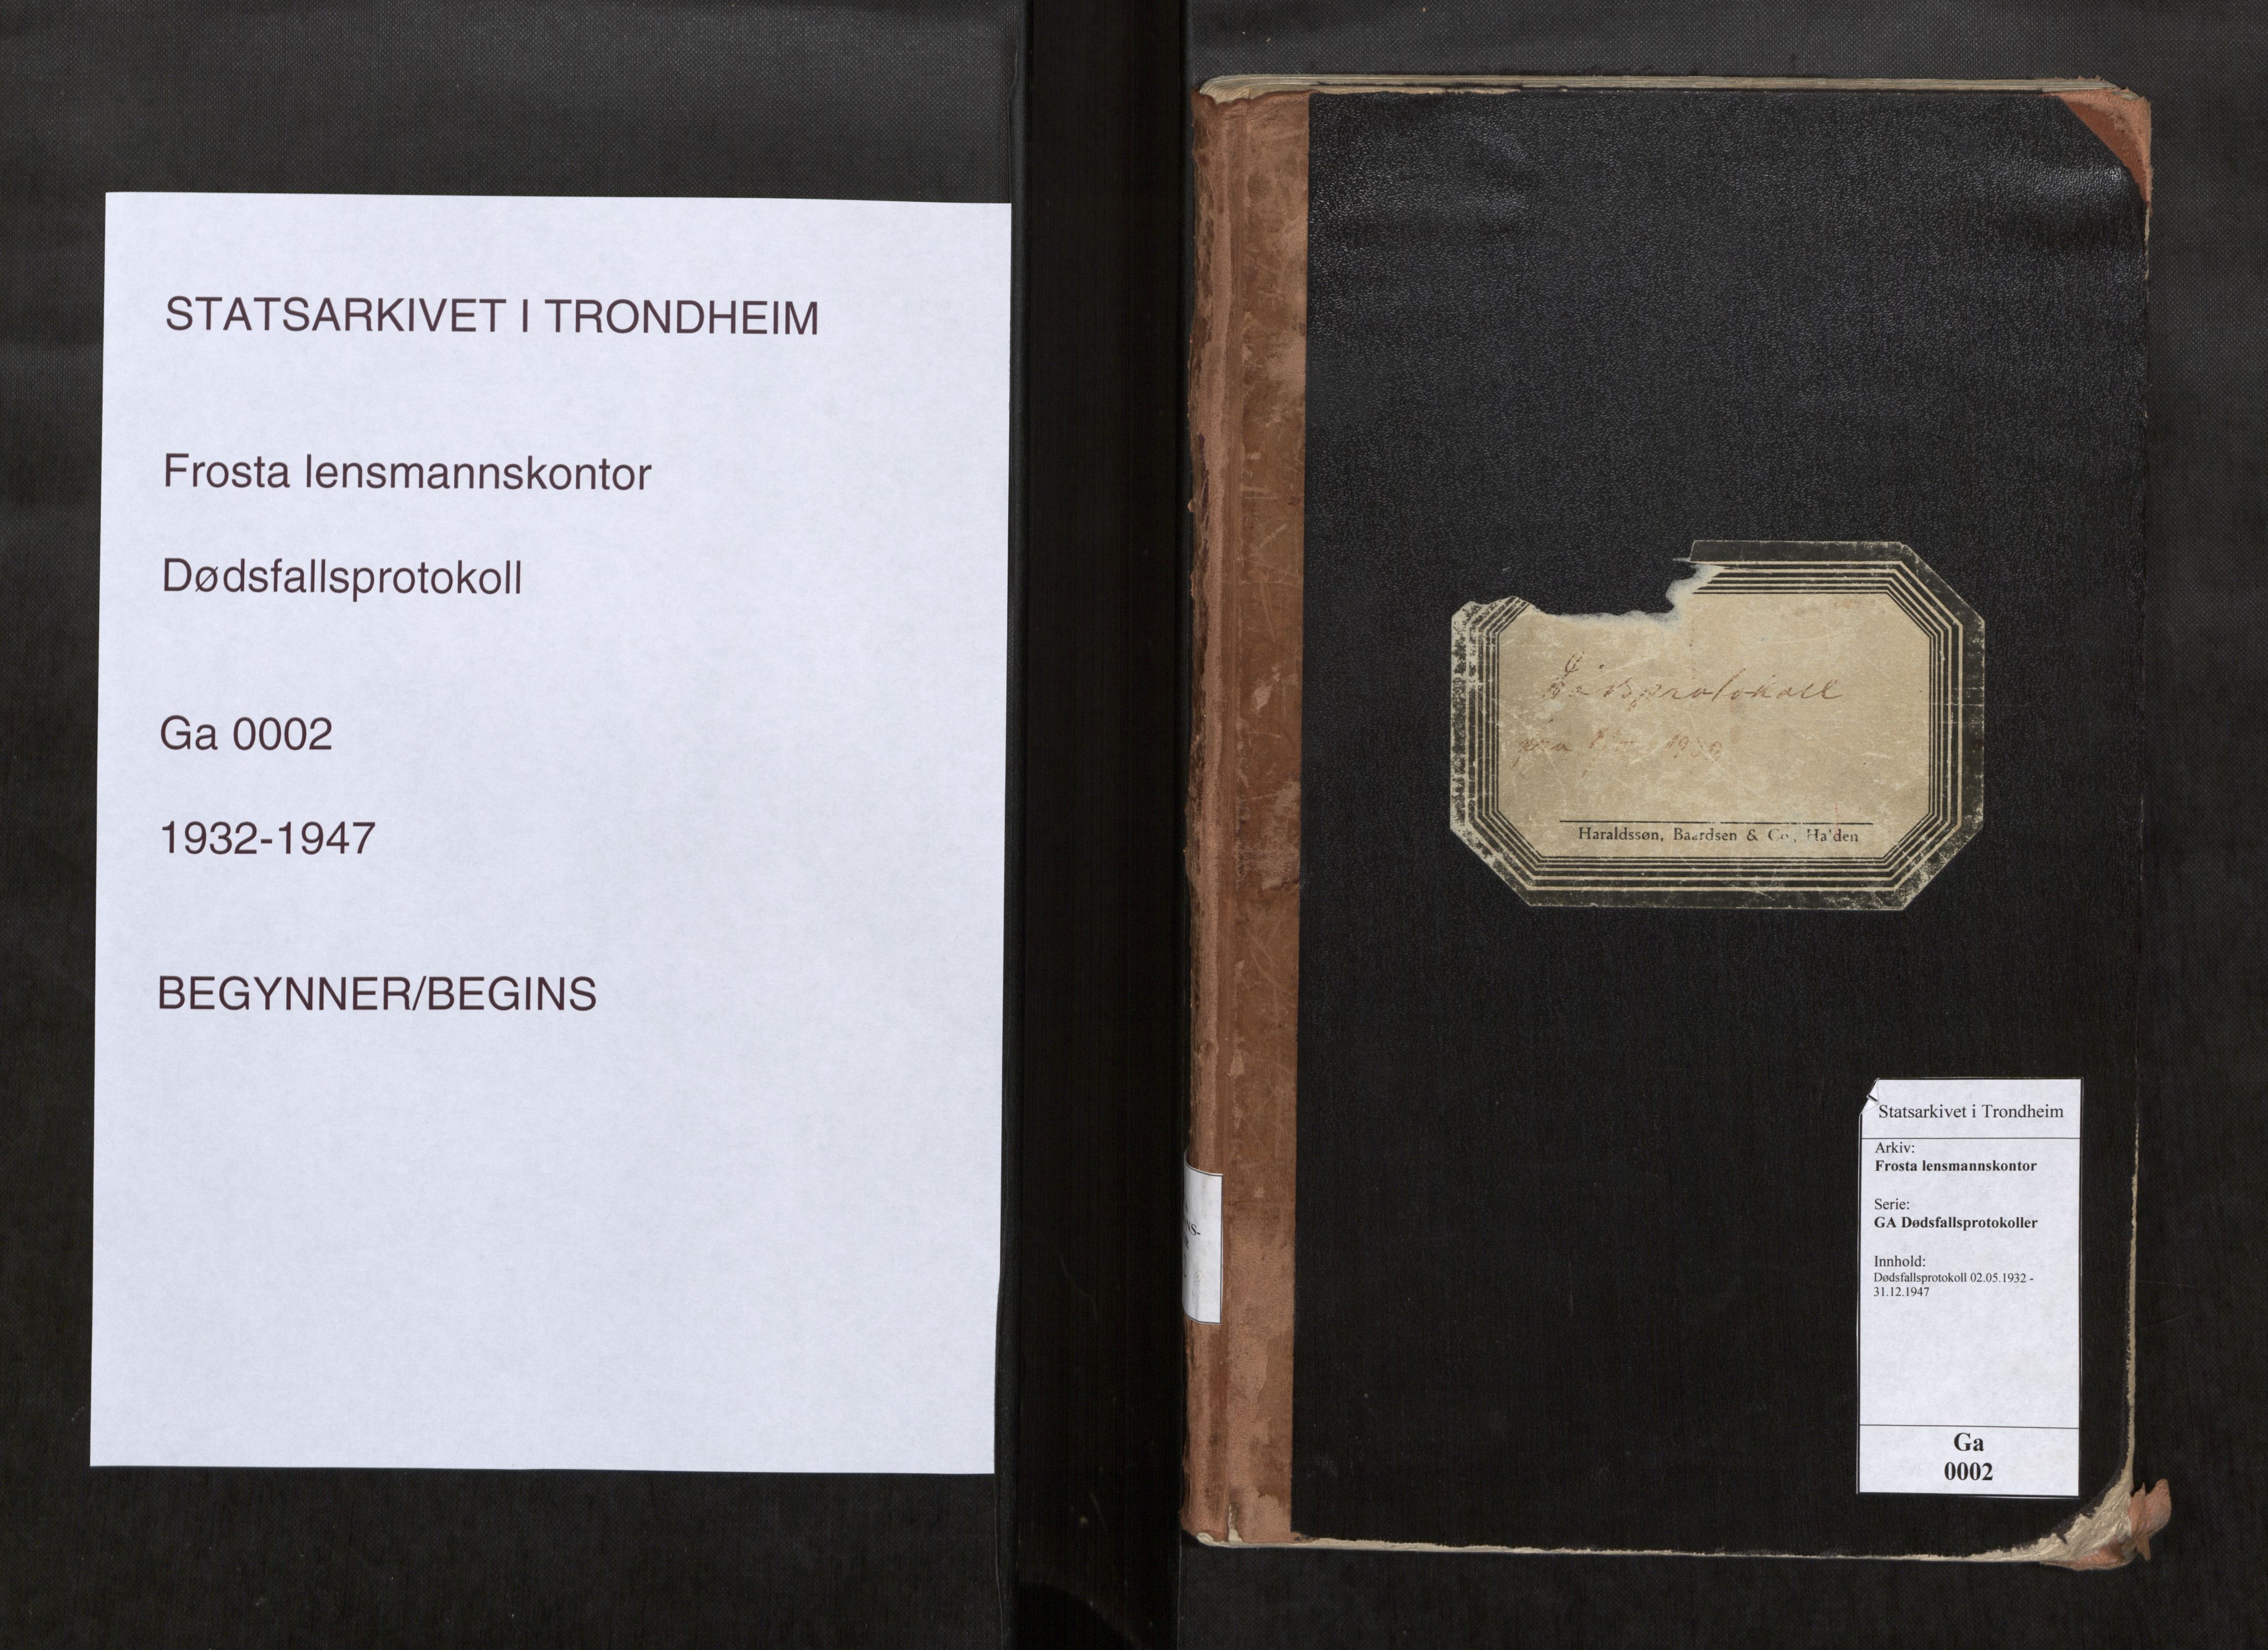 STATSARKIVET I TRONDHEIM
Frosta lensmannskontor
Dødsfallsprotokoll
Ga 0002
1932-1947
BEGYNNER/BEGINS
Dødsprotokoll
Haraldssøn, Baardsen & Co., Halden
Statsarkivet i Trondheim
Arkiv:
Frosta lensmannskontor
Serie:
GA Dødsfallsprotokoller
Innhold:
Dødsfallsprotokoll 02.05.1932 -
31.12.1947
Ga
0002